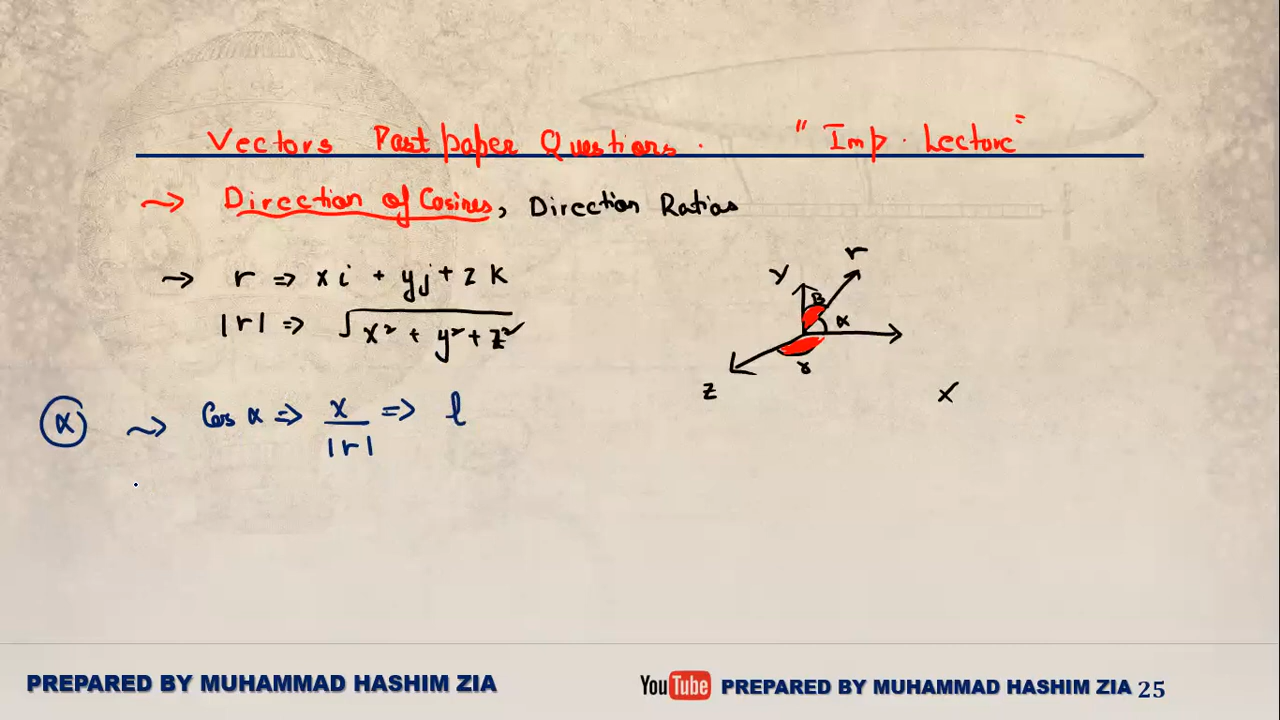 Vectors Past paper Questions. "Imp. Lecture"
~> Direction of Cosines, Direction Ratios
~> r => xi + yj + zk
|r| => √x² + y² + z²
Y r
B α
γ
Z X
α ~> Cos α => x/|r| => l
PREPARED BY MUHAMMAD HASHIM ZIA
YouTube PREPARED BY MUHAMMAD HASHIM ZIA 25